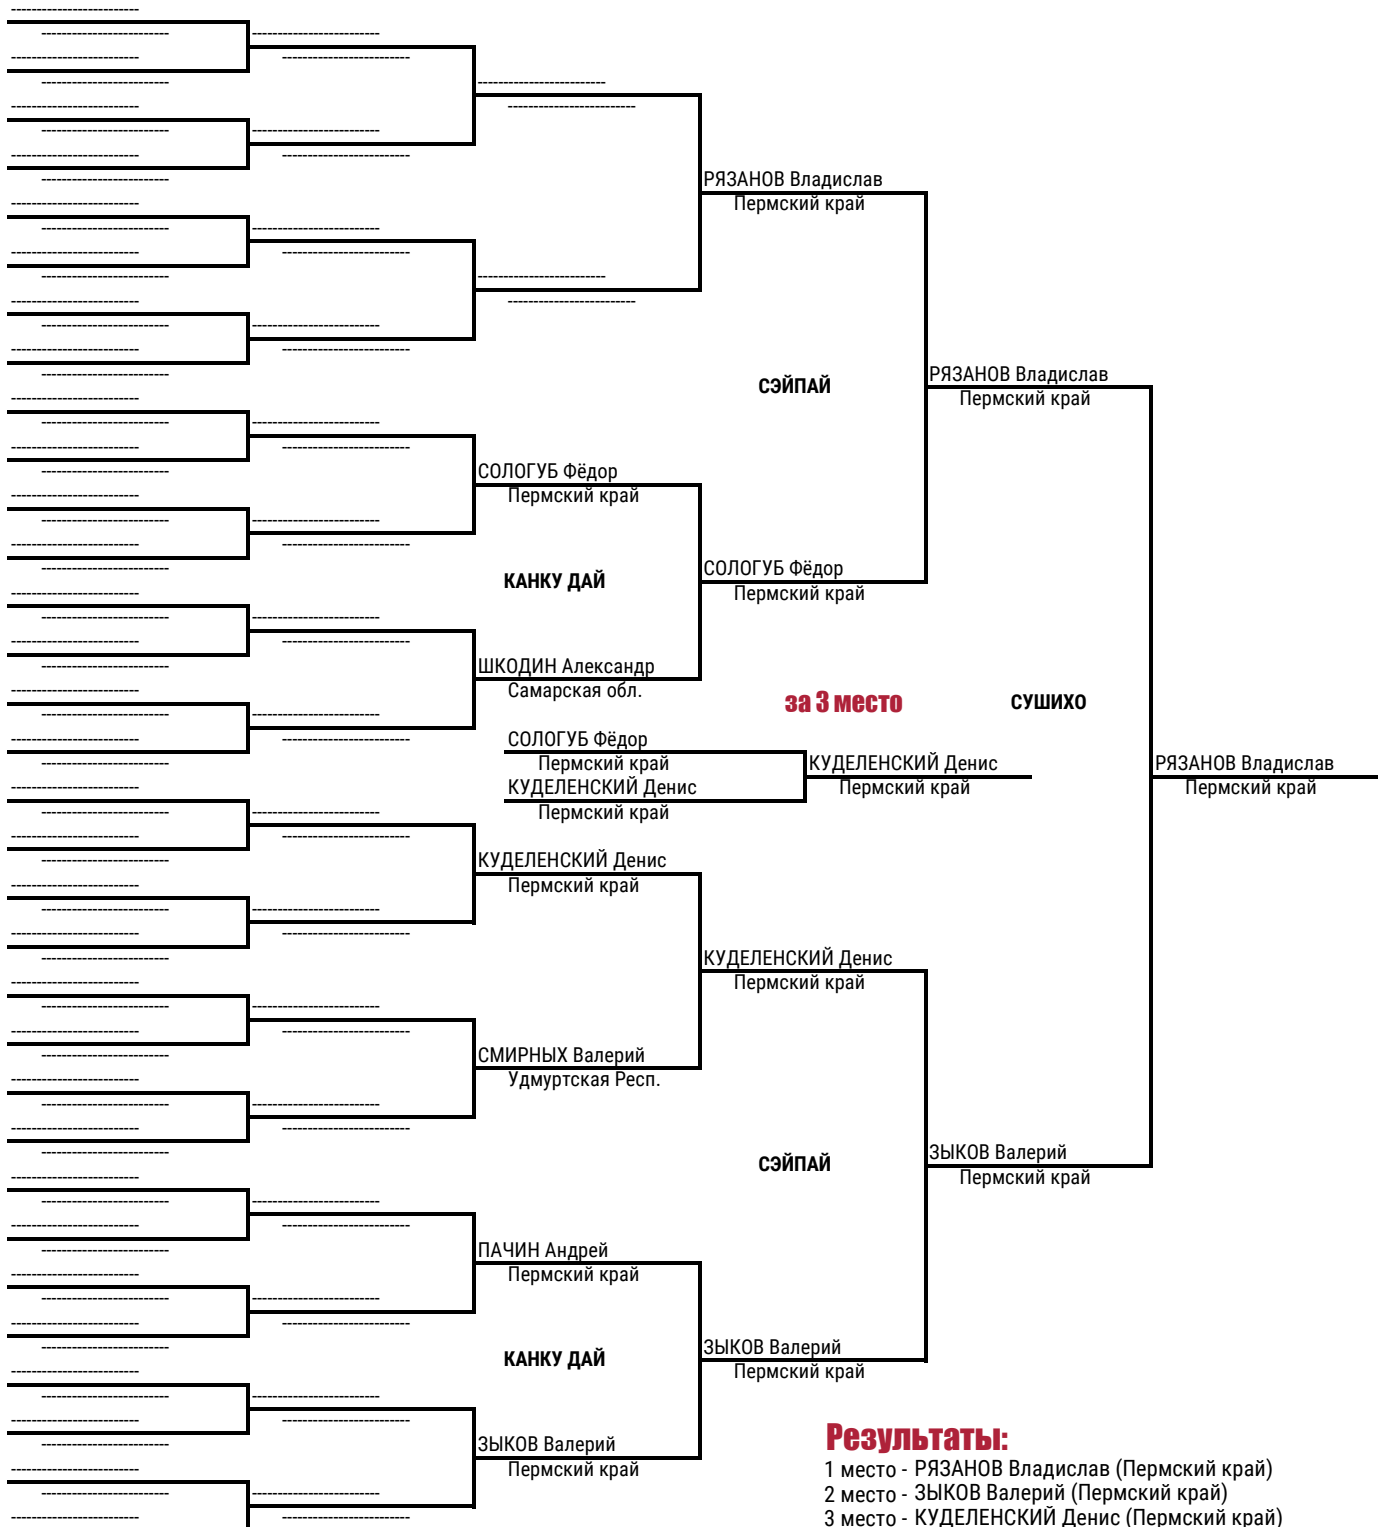 РЯЗАНОВ Владислав
Пермский край
СЭЙПАЙ
РЯЗАНОВ Владислав
Пермский край
СОЛОГУБ Фёдор
Пермский край
КАНКУ ДАЙ
СОЛОГУБ Фёдор
Пермский край
ШКОДИН Александр
Самарская обл.
за 3 место
СУШИХО
СОЛОГУБ Фёдор
Пермский край
КУДЕЛЕНСКИЙ Денис
Пермский край
КУДЕЛЕНСКИЙ Денис
Пермский край
РЯЗАНОВ Владислав
Пермский край
КУДЕЛЕНСКИЙ Денис
Пермский край
КУДЕЛЕНСКИЙ Денис
Пермский край
СМИРНЫХ Валерий
Удмуртская Респ.
СЭЙПАЙ
ЗЫКОВ Валерий
Пермский край
ПАЧИН Андрей
Пермский край
КАНКУ ДАЙ
ЗЫКОВ Валерий
Пермский край
ЗЫКОВ Валерий
Пермский край
Результаты:
1 место - РЯЗАНОВ Владислав (Пермский край)
2 место - ЗЫКОВ Валерий (Пермский край)
3 место - КУДЕЛЕНСКИЙ Денис (Пермский край)